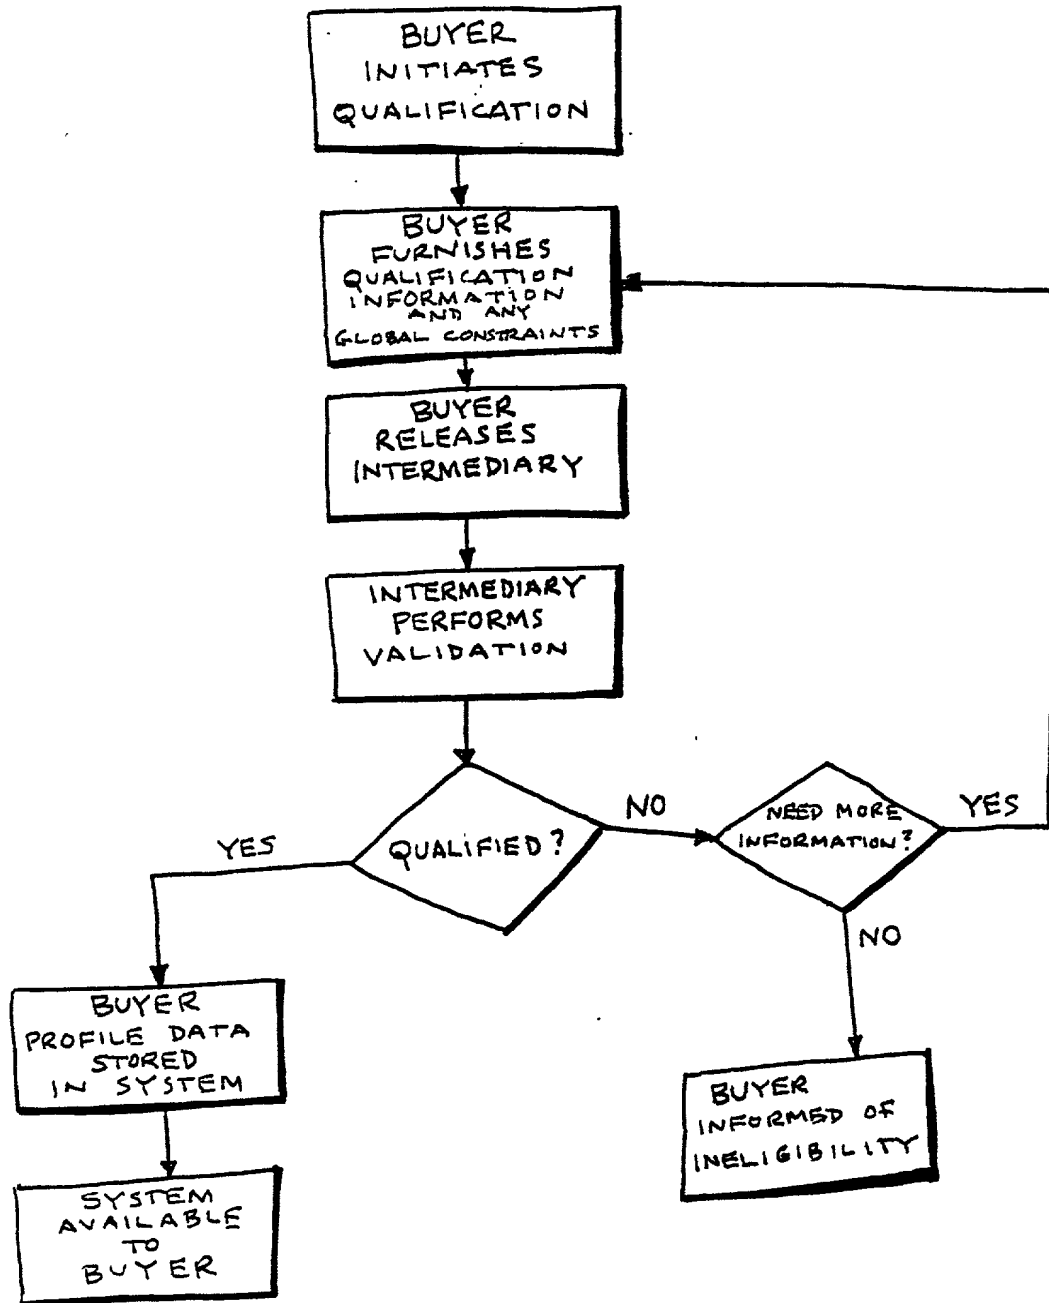 BUYER
INITIATES
QUALIFICATION
BUYER
FURNISHES
QUALIFICATION
INFORMATION
AND ANY
GLOBAL CONSTRAINTS
BUYER
RELEASES
INTERMEDIARY
INTERMEDIARY
PERFORMS
VALIDATION
QUALIFIED?
YES
NO
NEED MORE
INFORMATION?
YES
NO
BUYER
PROFILE DATA
STORED
IN SYSTEM
SYSTEM
AVAILABLE
TO
BUYER
BUYER
INFORMED OF
INELIGIBILITY